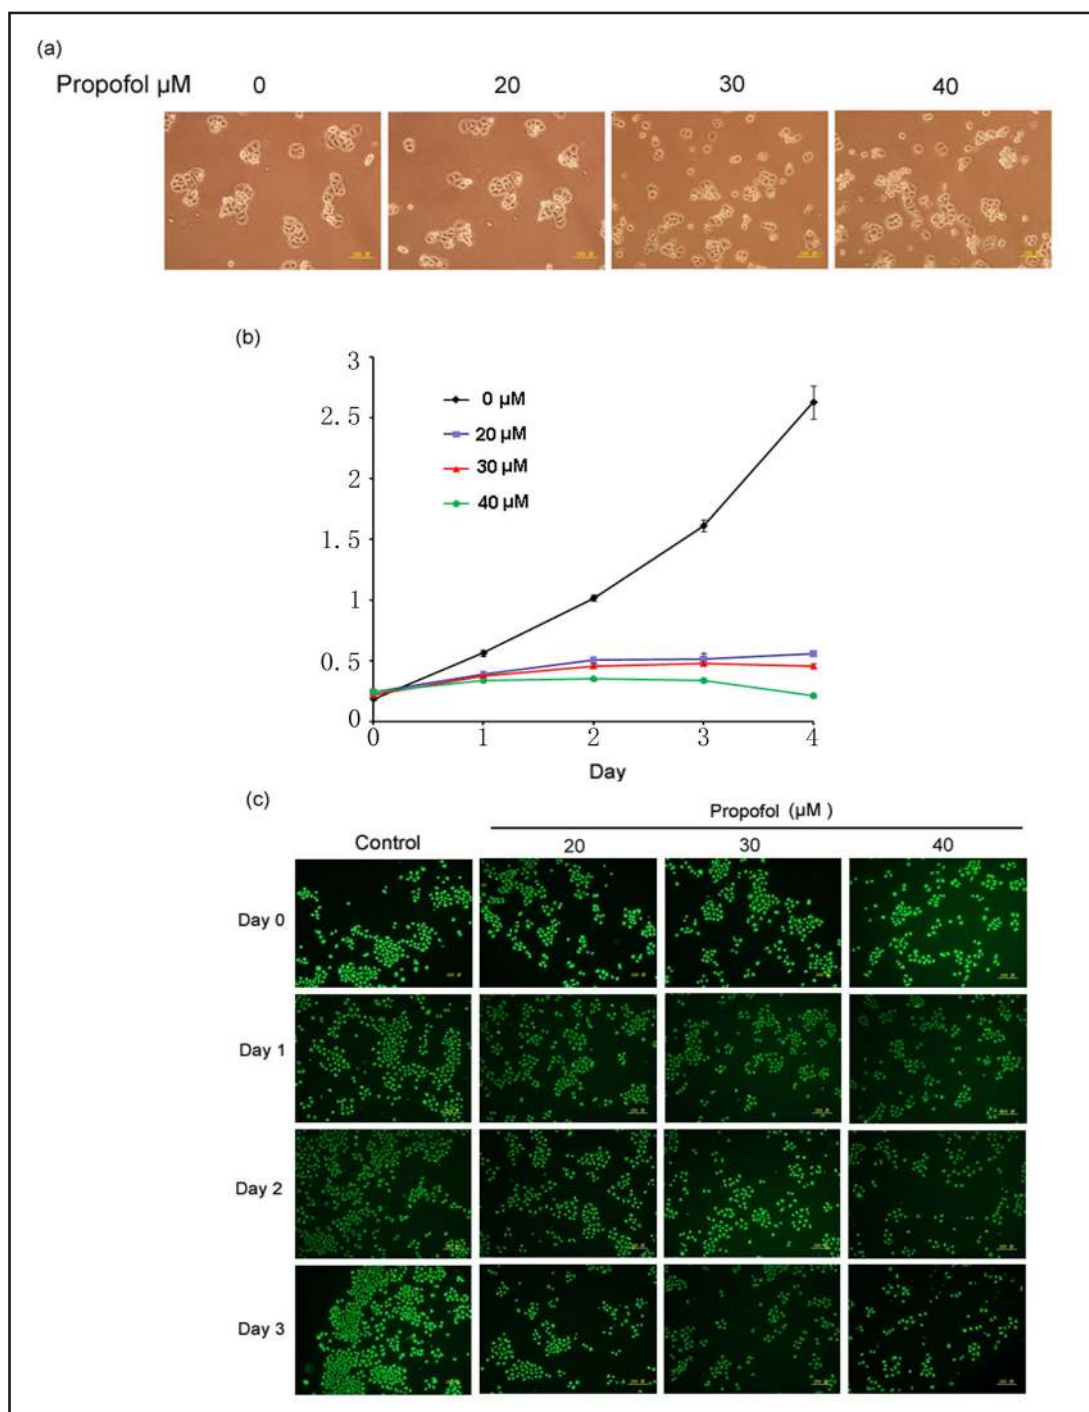 (a)
Propofol µM 0 20 30 40
(b)
3
2.5
2
1.5
1
0.5
0
0 µM
20 µM
30 µM
40 µM
0 1 2 3 4
Day
(c)
Propofol (µM )
Control 20 30 40
Day 0
Day 1
Day 2
Day 3